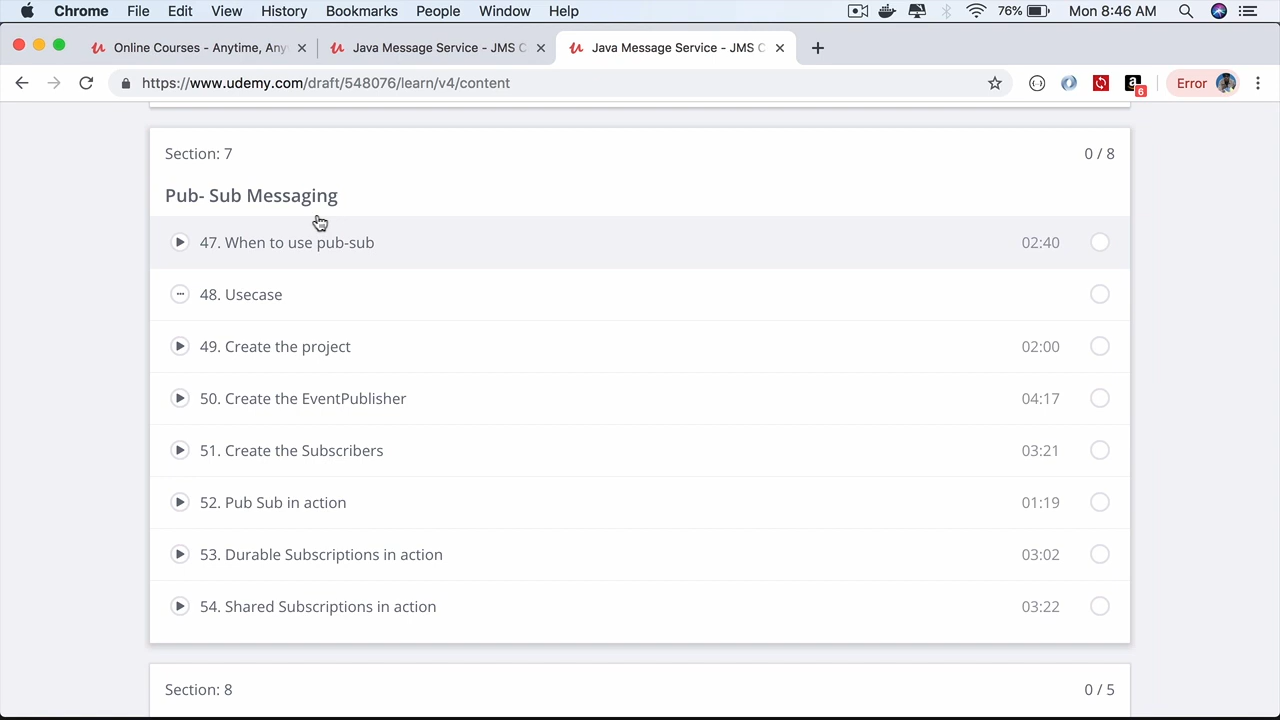 Chrome File Edit View History Bookmarks People Window Help 76% Mon 8:46 AM
Online Courses - Anytime, Any
Java Message Service - JMS C
Java Message Service - JMS C
https://www.udemy.com/draft/548076/learn/v4/content
a 6
Error
Section: 7 0 / 8
Pub- Sub Messaging
47. When to use pub-sub 02:40
48. Usecase
49. Create the project 02:00
50. Create the EventPublisher 04:17
51. Create the Subscribers 03:21
52. Pub Sub in action 01:19
53. Durable Subscriptions in action 03:02
54. Shared Subscriptions in action 03:22
Section: 8 0 / 5